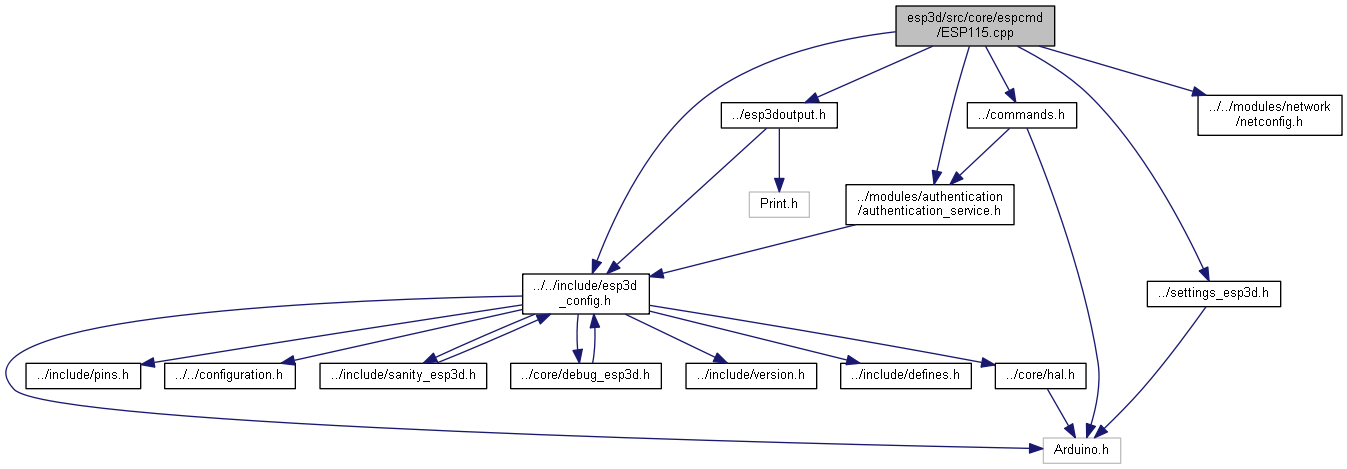 esp3d/src/core/espcmd
/ESP115.cpp
../esp3doutput.h
../commands.h
../../modules/network
/netconfig.h
Print.h
../modules/authentication
/authentication_service.h
../../include/esp3d
_config.h
../settings_esp3d.h
../include/pins.h
../../configuration.h
../include/sanity_esp3d.h
../core/debug_esp3d.h
../include/version.h
../include/defines.h
../core/hal.h
Arduino.h